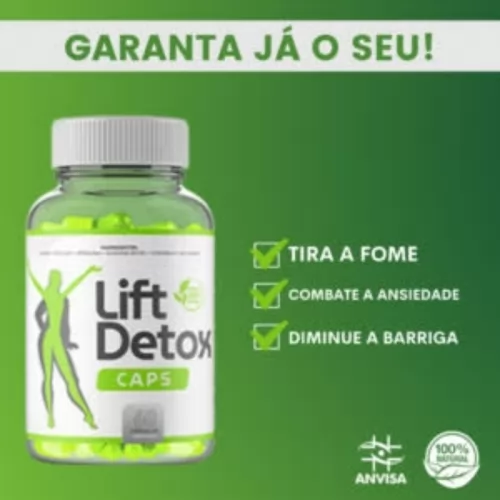 GARANTA JÁ O SEU!
Lift
Detox
CAPS
TIRA A FOME
COMBATE A ANSIEDADE
DIMINUE A BARRIGA
ANVISA
100%
NATURAL